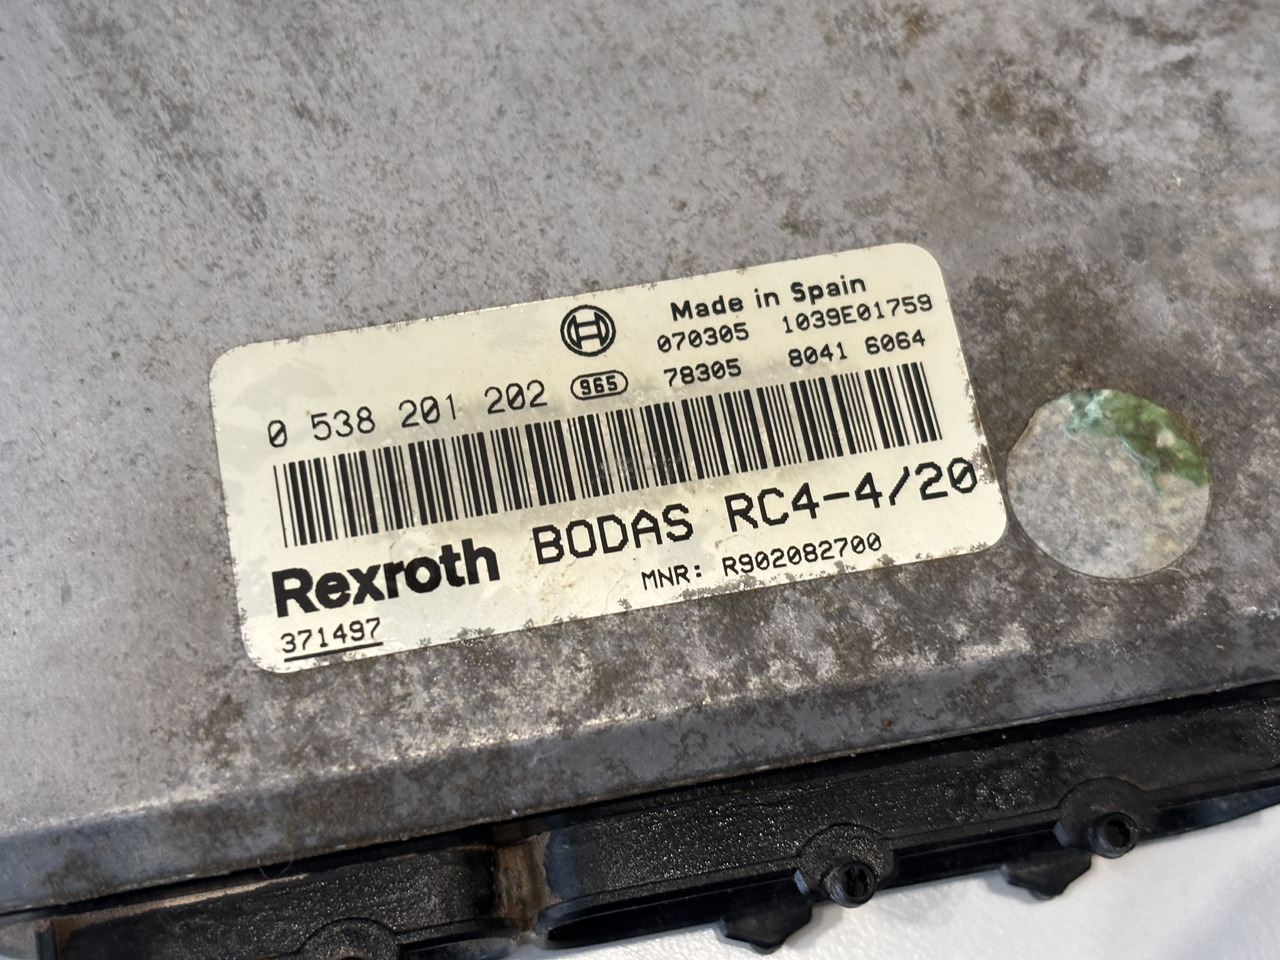 Made in Spain
070305 1039E01759
0 538 201 202 965 78305 8041 6064
Rexroth BODAS RC4-4/20
MNR: R902082700
371497